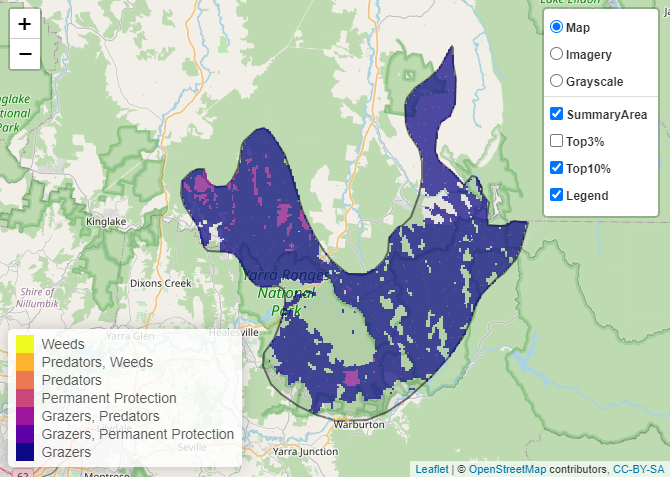 +
−
Lake Eildon
Map
Imagery
Grayscale
SummaryArea
Top3%
Top10%
Legend
nglake
tional
Park
Kinglake
Dixons Creek
Shire of
Nillumbik
Yarra Ranges
National
Park
Yarra Glen
Healesville
Weeds
Predators, Weeds
Predators
Permanent Protection
Grazers, Predators
Grazers, Permanent Protection
Grazers
Seville
Warburton
Yarra Junction
Montrose
Leaflet | © OpenStreetMap contributors, CC-BY-SA